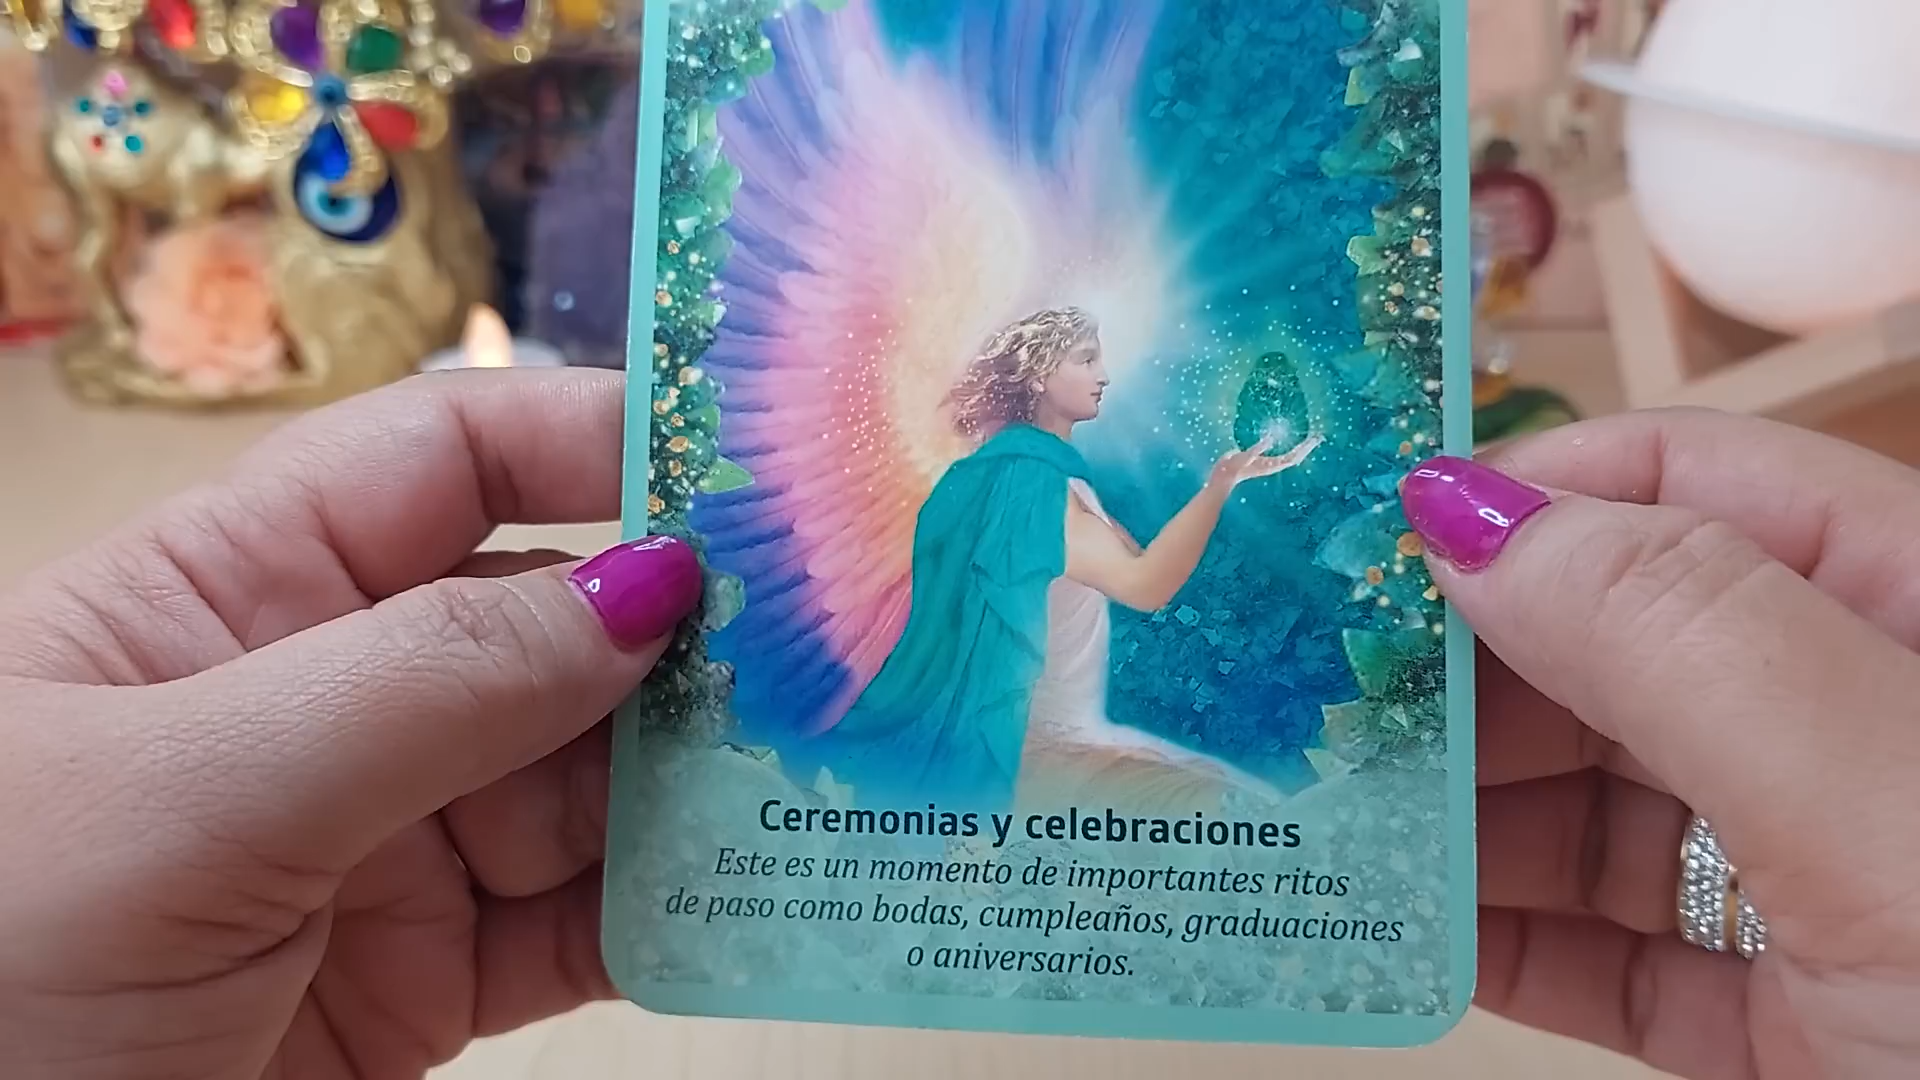 Ceremonias y celebraciones
Este es un momento de importantes ritos
de paso como bodas, cumpleaños, graduaciones
o aniversarios.